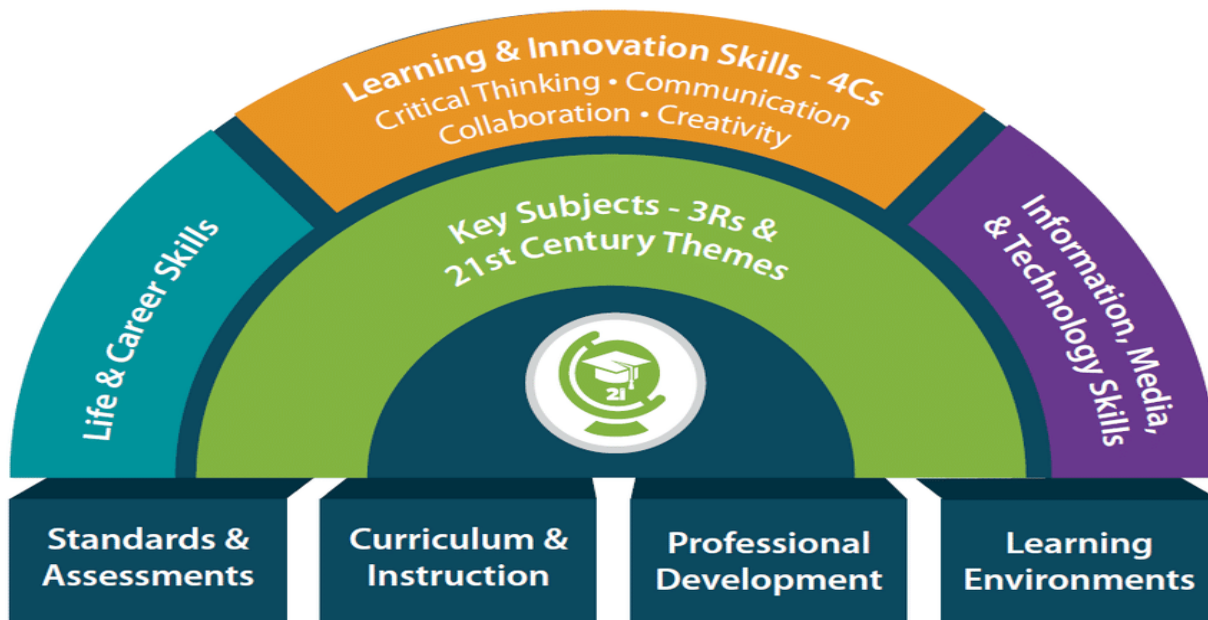 Learning & Innovation Skills - 4Cs
Critical Thinking • Communication
Collaboration • Creativity
Life & Career Skills
Key Subjects - 3Rs &
21st Century Themes
Information, Media,
& Technology Skills
21
Standards &
Assessments
Curriculum &
Instruction
Professional
Development
Learning
Environments